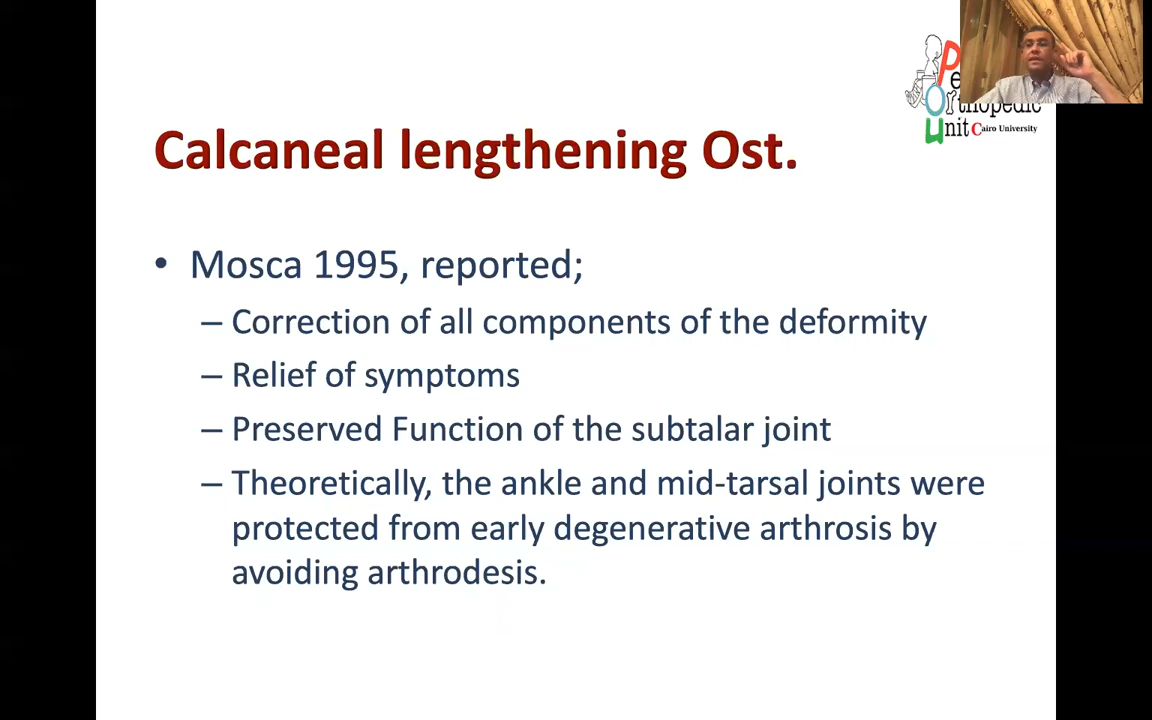 Orthopedic
Unit Cairo University
Calcaneal lengthening Ost.
• Mosca 1995, reported;
– Correction of all components of the deformity
– Relief of symptoms
– Preserved Function of the subtalar joint
– Theoretically, the ankle and mid-tarsal joints were
protected from early degenerative arthrosis by
avoiding arthrodesis.